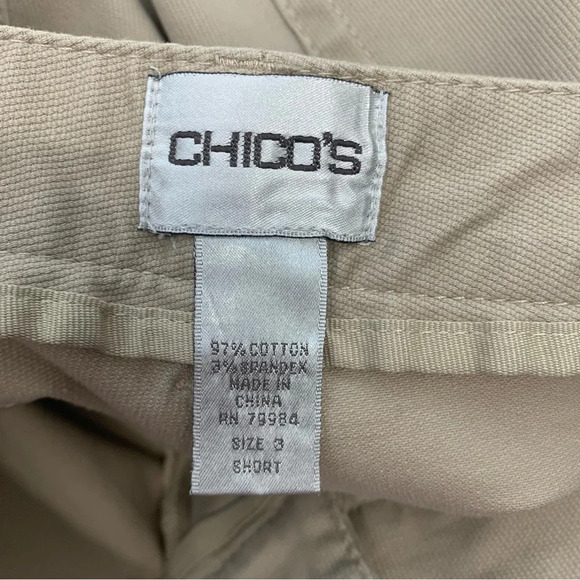 CHICO'S
97% COTTON
3% SPANDEX
MADE IN
CHINA
RN 79984
SIZE 3
SHORT